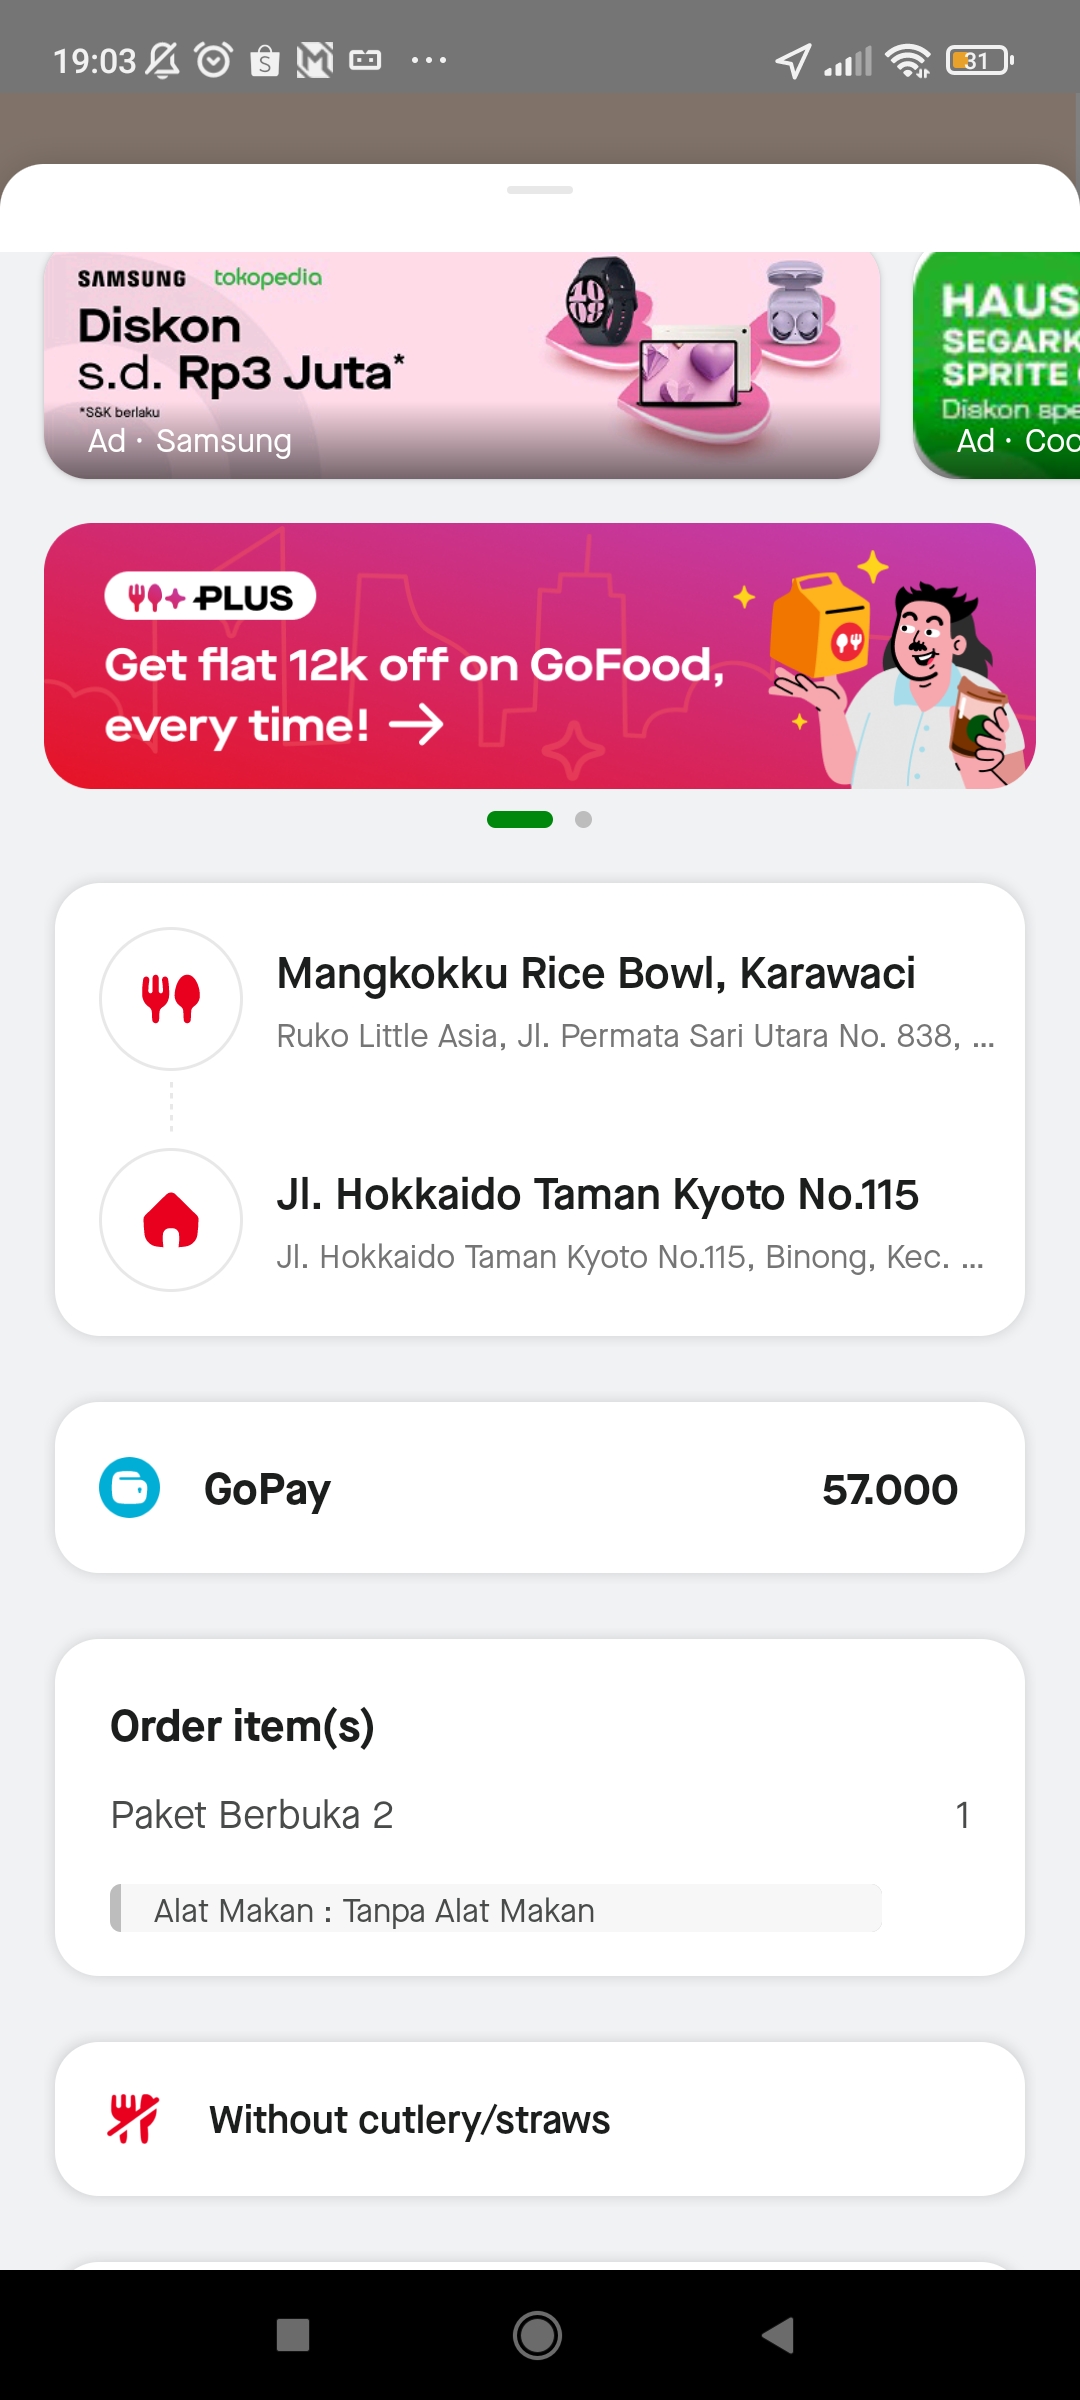 19:03
31
SAMSUNG tokopedia
Diskon
s.d. Rp3 Juta*
*S&K berlaku
Ad · Samsung
HAUS
SEGARK
SPRITE
Diskon spe
Ad · Coc
PLUS
Get flat 12k off on GoFood,
every time! →
Mangkokku Rice Bowl, Karawaci
Ruko Little Asia, Jl. Permata Sari Utara No. 838, ...
Jl. Hokkaido Taman Kyoto No.115
Jl. Hokkaido Taman Kyoto No.115, Binong, Kec. ...
GoPay 57.000
Order item(s)
Paket Berbuka 2 1
Alat Makan : Tanpa Alat Makan
Without cutlery/straws